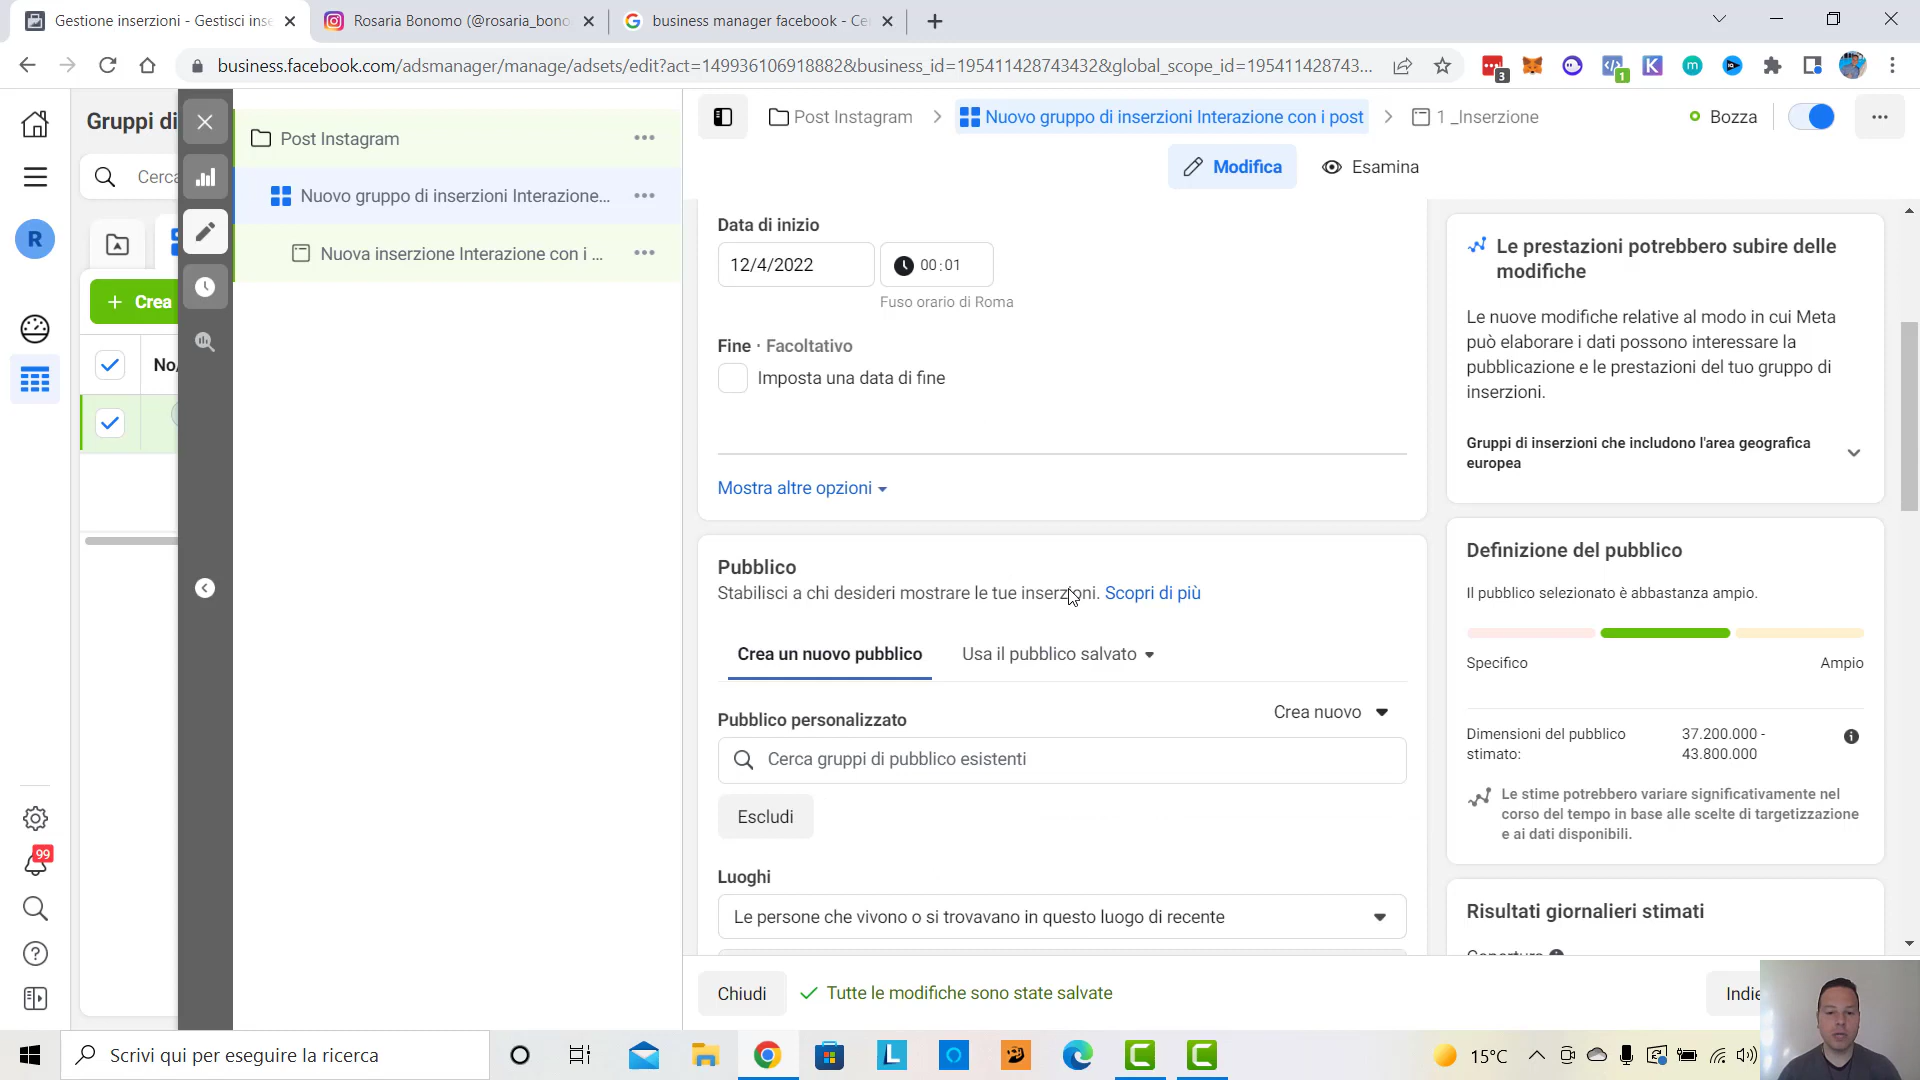 Gestione inserzioni - Gestisci inse
Rosaria Bonomo (@rosaria_bono
business manager facebook - Ce
business.facebook.com/adsmanager/manage/adsets/edit?act=149936106918882&business_id=195411428743432&global_scope_id=195411428743...
3
1
Gruppi di
Post Instagram
Post Instagram
Nuovo gruppo di inserzioni Interazione con i post
1 _Inserzione
Bozza
Cerca
Modifica
Esamina
Nuovo gruppo di inserzioni Interazione...
R
Nuova inserzione Interazione con i ...
Crea
Data di inizio
12/4/2022
00:01
Fuso orario di Roma
Fine · Facoltativo
Imposta una data di fine
Mostra altre opzioni
Le prestazioni potrebbero subire delle
modifiche
Le nuove modifiche relative al modo in cui Meta
può elaborare i dati possono interessare la
pubblicazione e le prestazioni del tuo gruppo di
inserzioni.
Gruppi di inserzioni che includono l'area geografica
europea
Pubblico
Stabilisci a chi desideri mostrare le tue inserzioni. Scopri di più
Crea un nuovo pubblico
Usa il pubblico salvato
Pubblico personalizzato
Crea nuovo
Cerca gruppi di pubblico esistenti
Escludi
Luoghi
Le persone che vivono o si trovavano in questo luogo di recente
Definizione del pubblico
Il pubblico selezionato è abbastanza ampio.
Specifico
Ampio
Dimensioni del pubblico
stimato:
37.200.000 -
43.800.000
Le stime potrebbero variare significativamente nel
corso del tempo in base alle scelte di targetizzazione
e ai dati disponibili.
Risultati giornalieri stimati
99
Chiudi
Tutte le modifiche sono state salvate
Scrivi qui per eseguire la ricerca
15°C